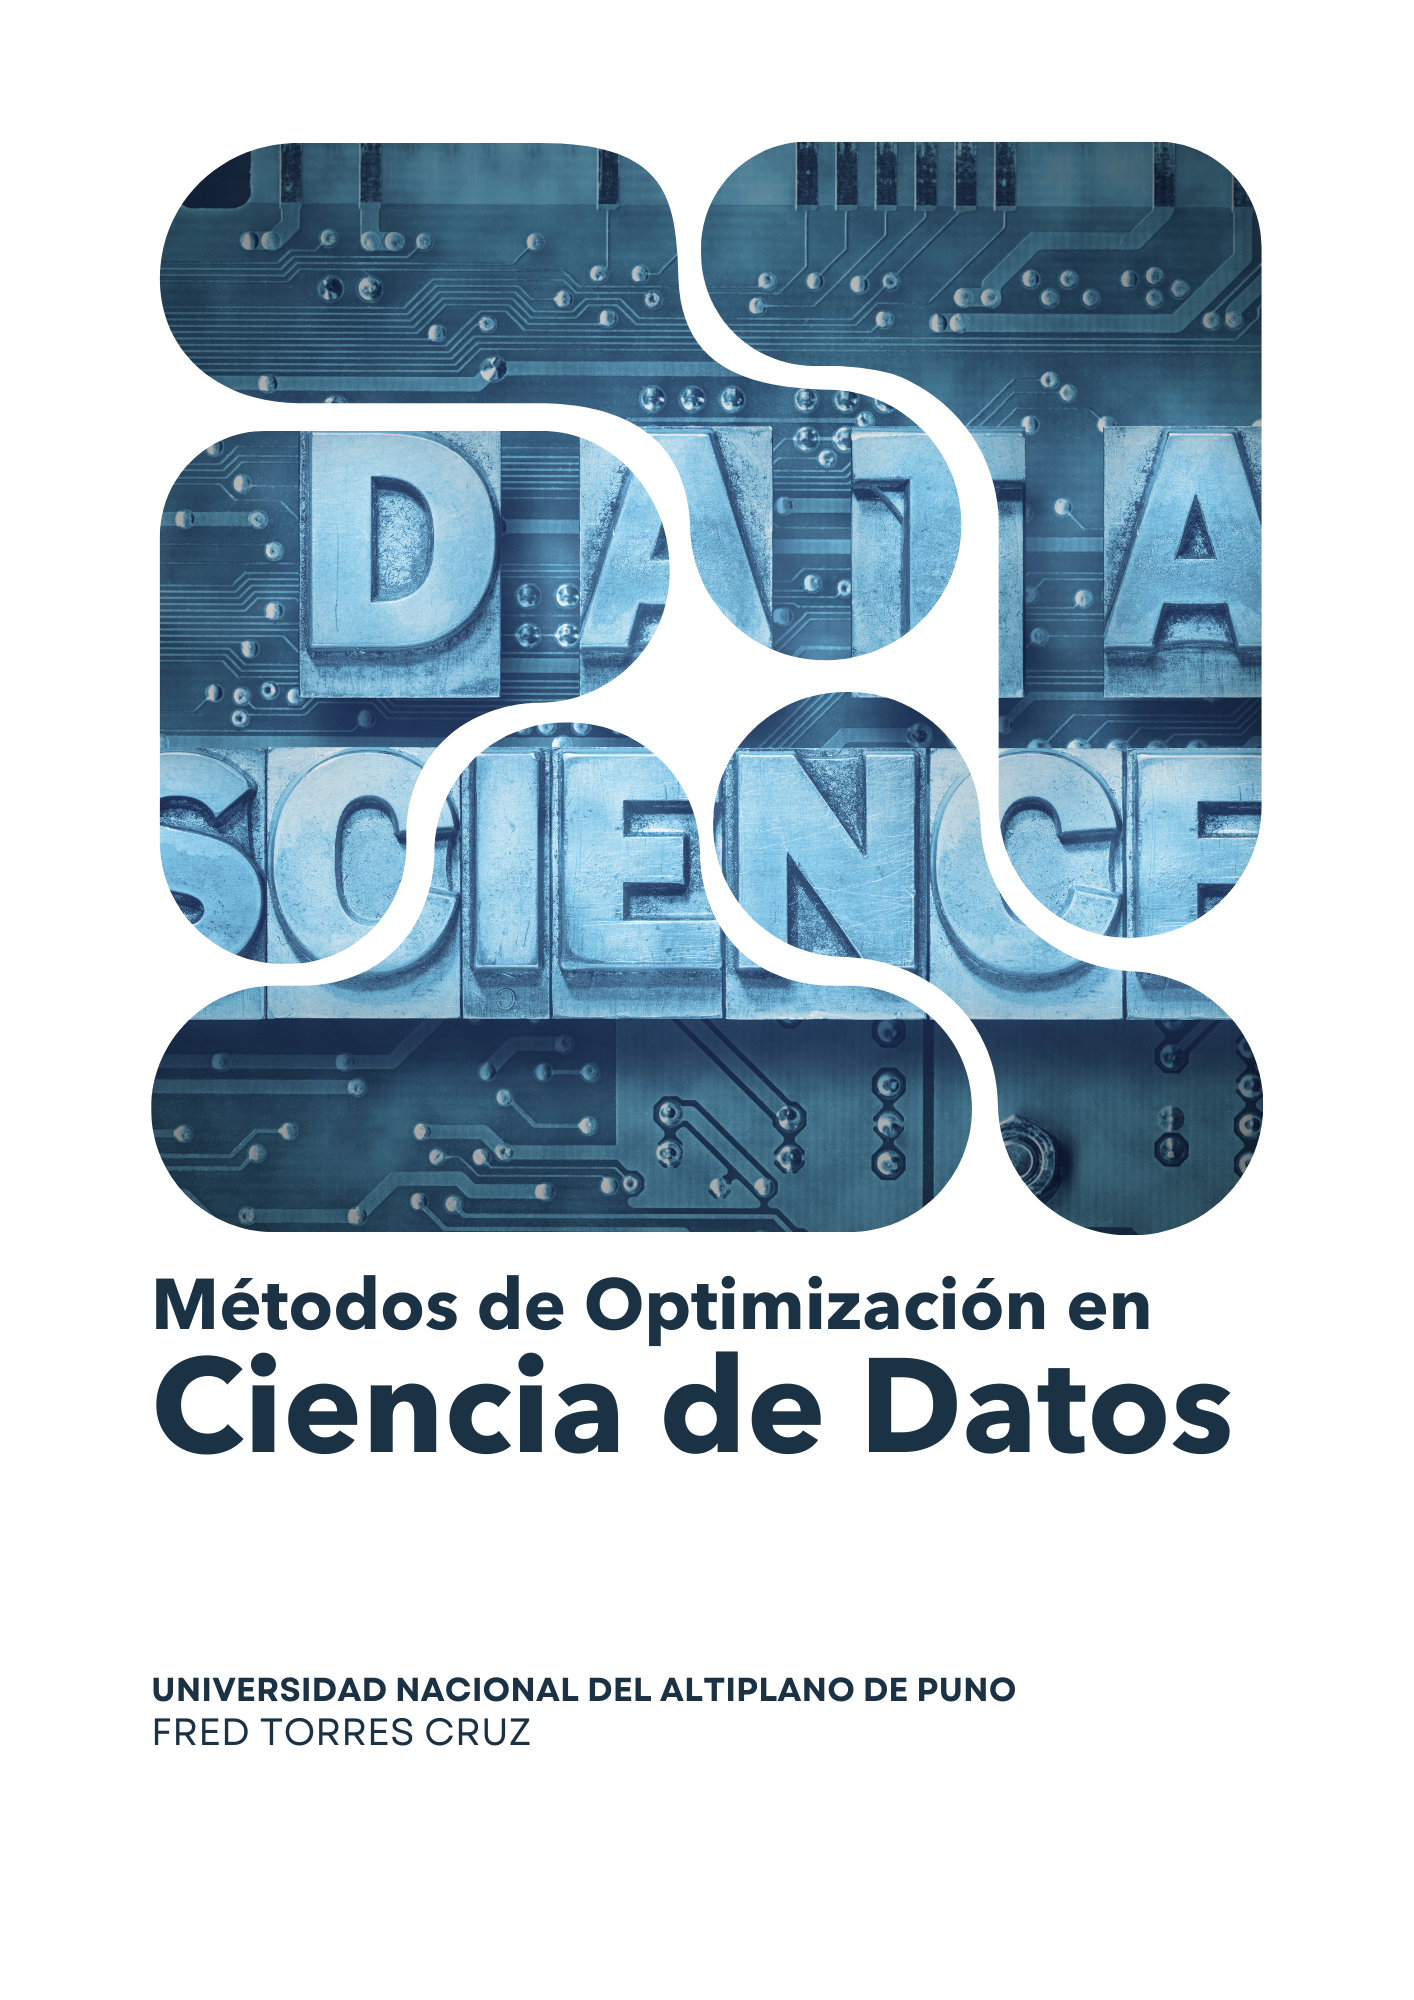 DATA
SCIENCE
Métodos de Optimización en
Ciencia de Datos
UNIVERSIDAD NACIONAL DEL ALTIPLANO DE PUNO
FRED TORRES CRUZ